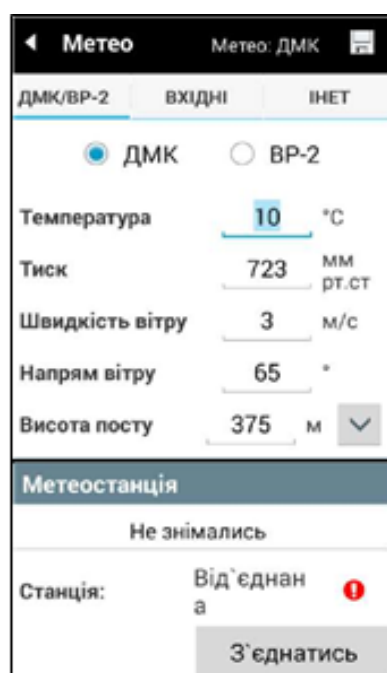 Метео Метео: ДМК
ДМК/ВР-2 ВХІДНІ ІНЕТ
ДМК ВР-2
Температура 10 °C
Тиск 723 мм рт.ст
Швидкість вітру 3 м/с
Напрям вітру 65 °
Висота посту 375 м
Метеостанція
Не знімались
Станція: Від`єднан
а
З`єднатись